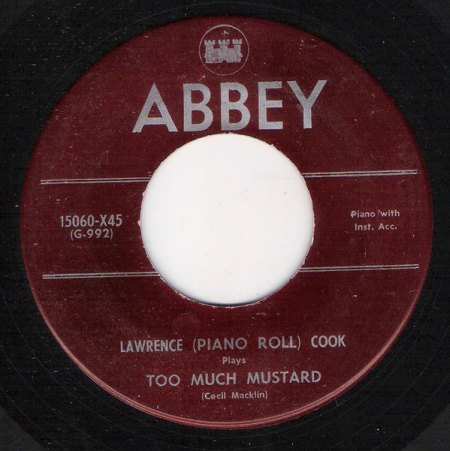 ABBEY
15060-X45
(G-992)
Piano with
Inst. Acc.
LAWRENCE (PIANO ROLL) COOK
Plays
TOO MUCH MUSTARD
(Cecil Macklin)